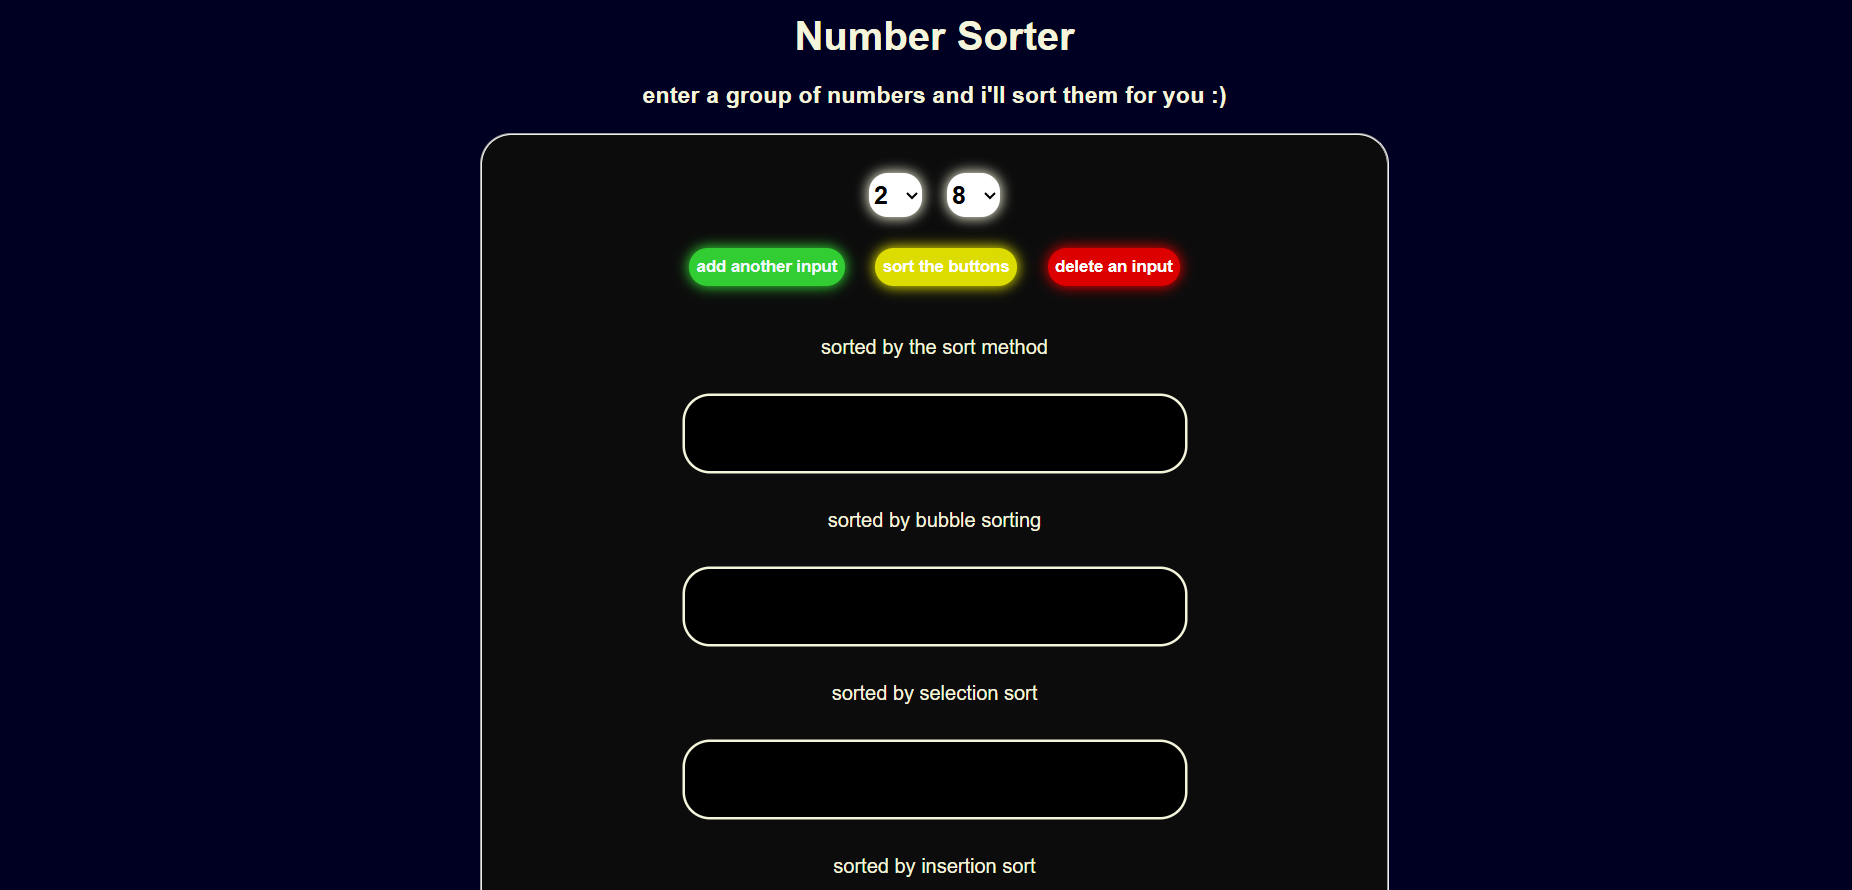 Number Sorter
enter a group of numbers and i'll sort them for you :)
2 8
add another input sort the buttons delete an input
sorted by the sort method
sorted by bubble sorting
sorted by selection sort
sorted by insertion sort